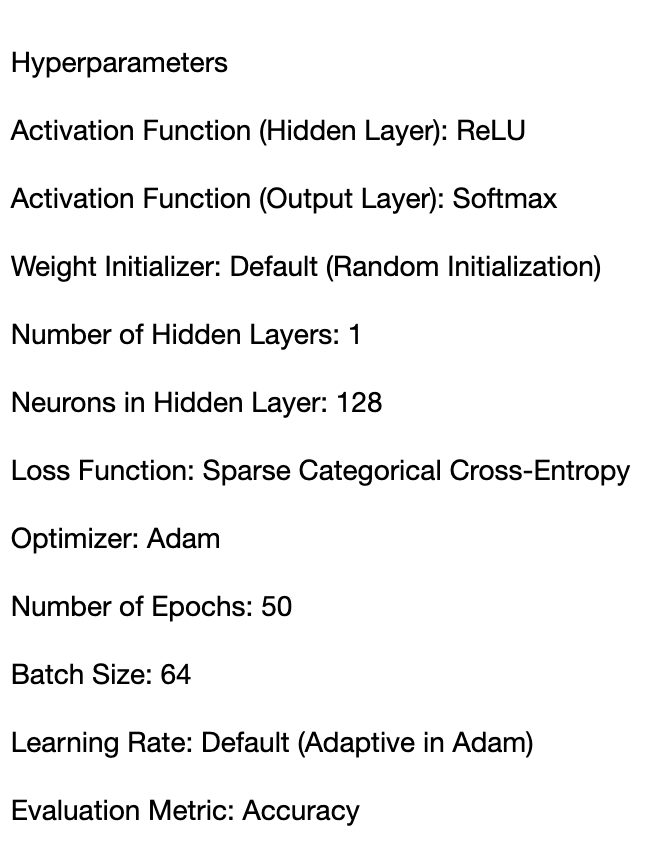 Hyperparameters
Activation Function (Hidden Layer): ReLU
Activation Function (Output Layer): Softmax
Weight Initializer: Default (Random Initialization)
Number of Hidden Layers: 1
Neurons in Hidden Layer: 128
Loss Function: Sparse Categorical Cross-Entropy
Optimizer: Adam
Number of Epochs: 50
Batch Size: 64
Learning Rate: Default (Adaptive in Adam)
Evaluation Metric: Accuracy